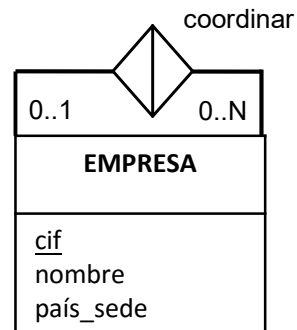 coordinar
0..1 0..N
EMPRESA
cif
nombre
país_sede